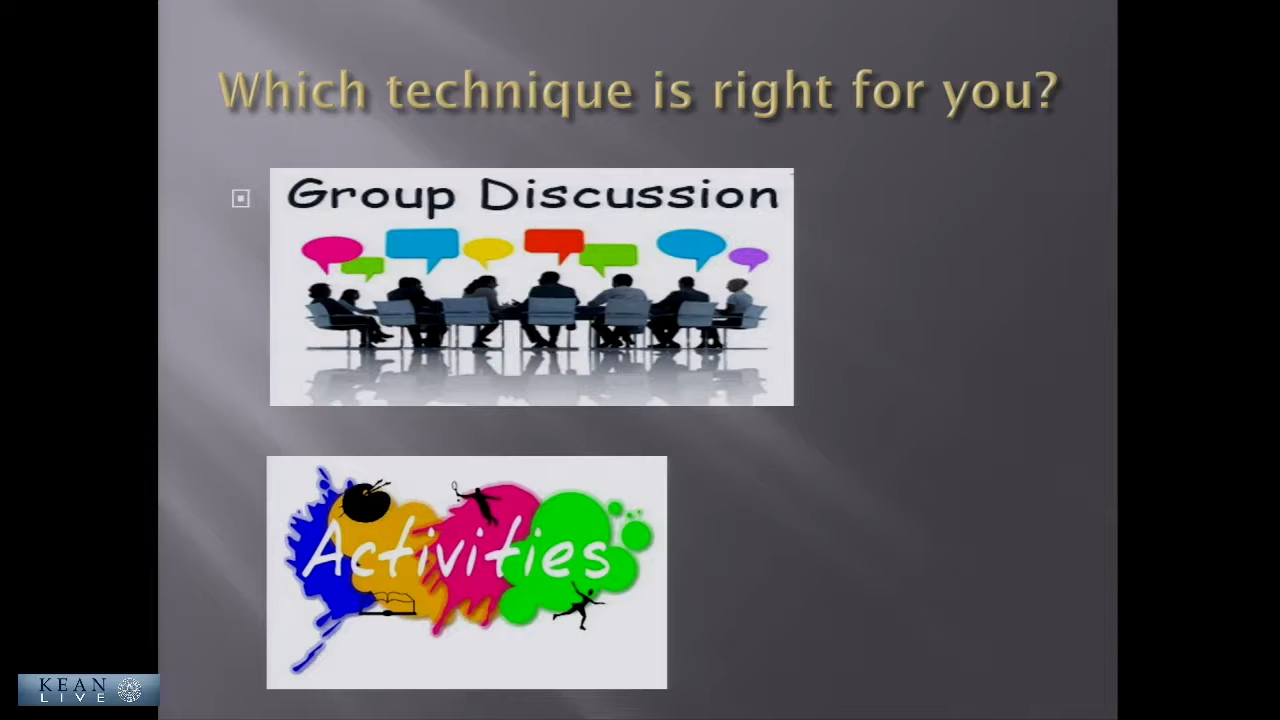 Which technique is right for you?
Group Discussion
Activities
KEAN
LIVE